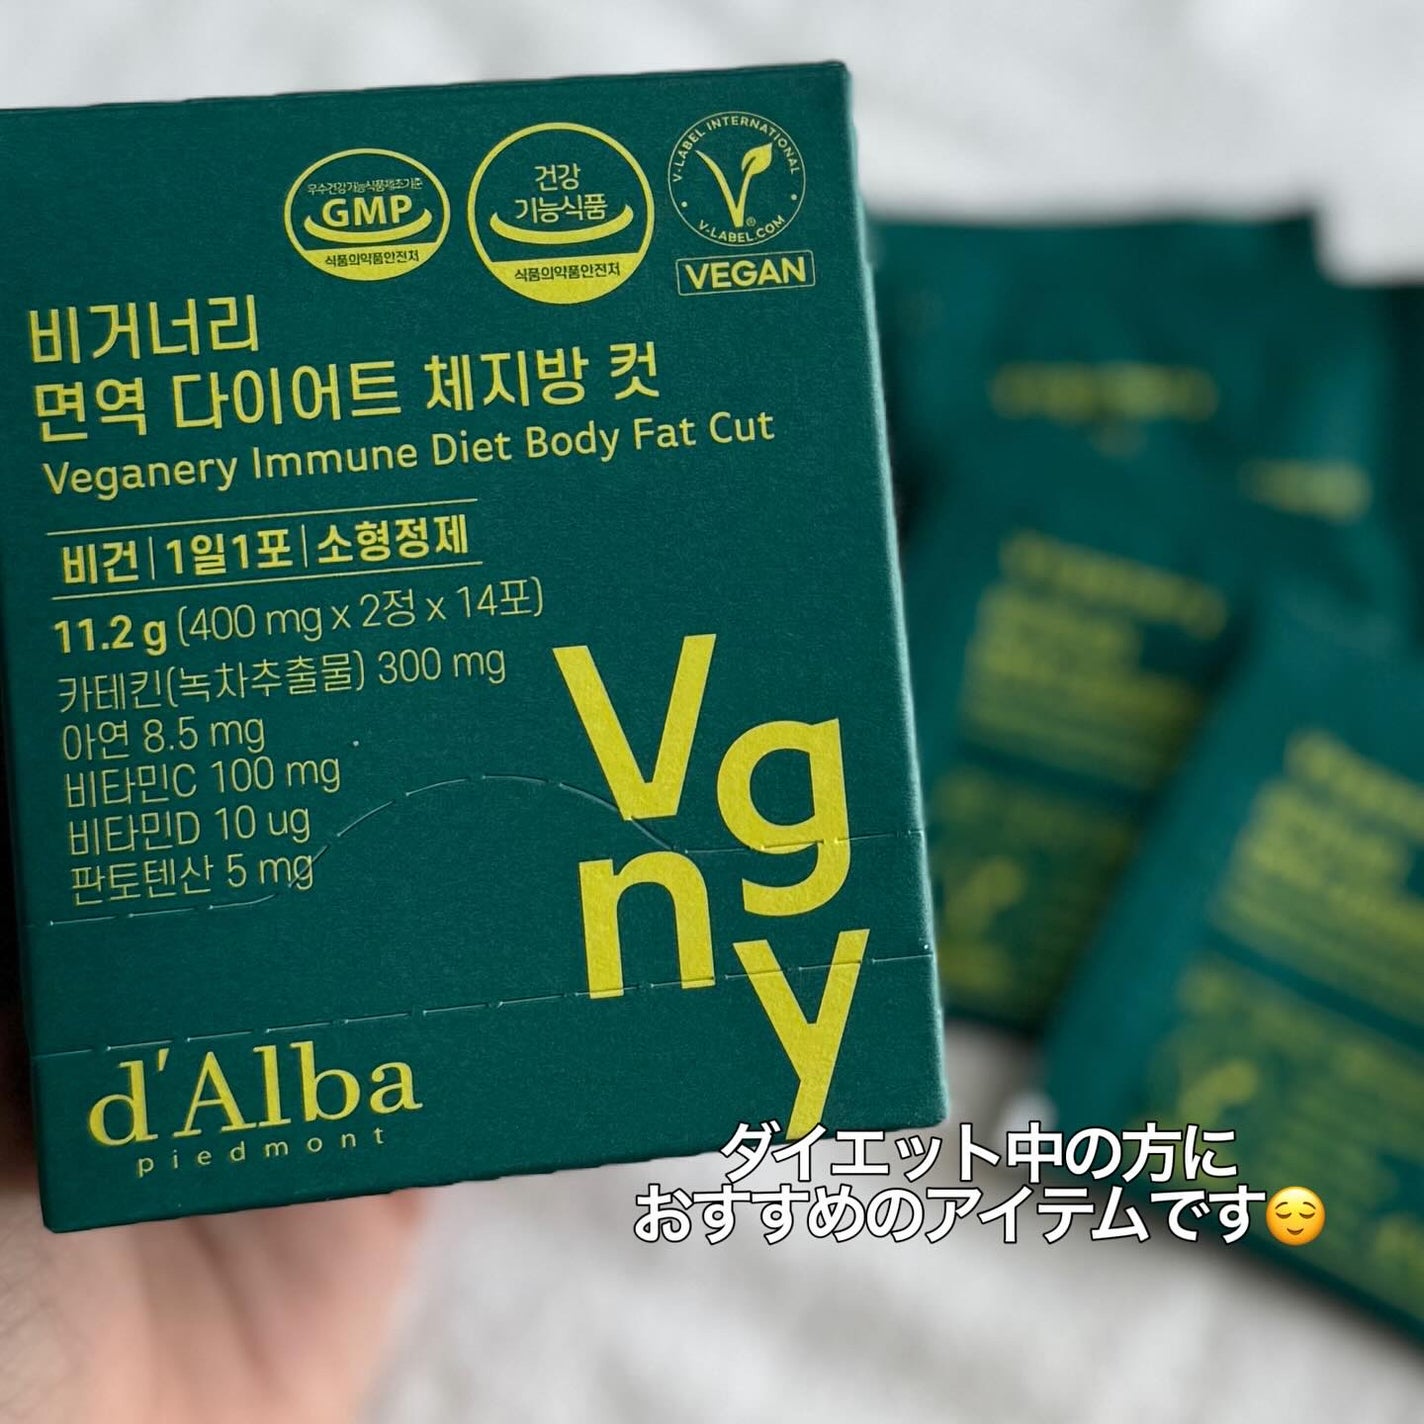 우수건강기능식품제조기준
GMP
식품의약품안전처
건강
기능식품
식품의약품안전처
V-LABEL INTERNATIONAL
V-LABEL.COM
VEGAN
비거너리
면역 다이어트 체지방 컷
Veganery Immune Diet Body Fat Cut
비건|1일1포|소형정제
11.2 g (400 mg x 2정 x 14포)
카테킨(녹차추출물) 300 mg
아연 8.5 mg
비타민C 100 mg
비타민D 10 ug
판토텐산 5 mg
Vg
ny
d'Alba
piedmont
ダイエット中の方に
おすすめのアイテムです😌